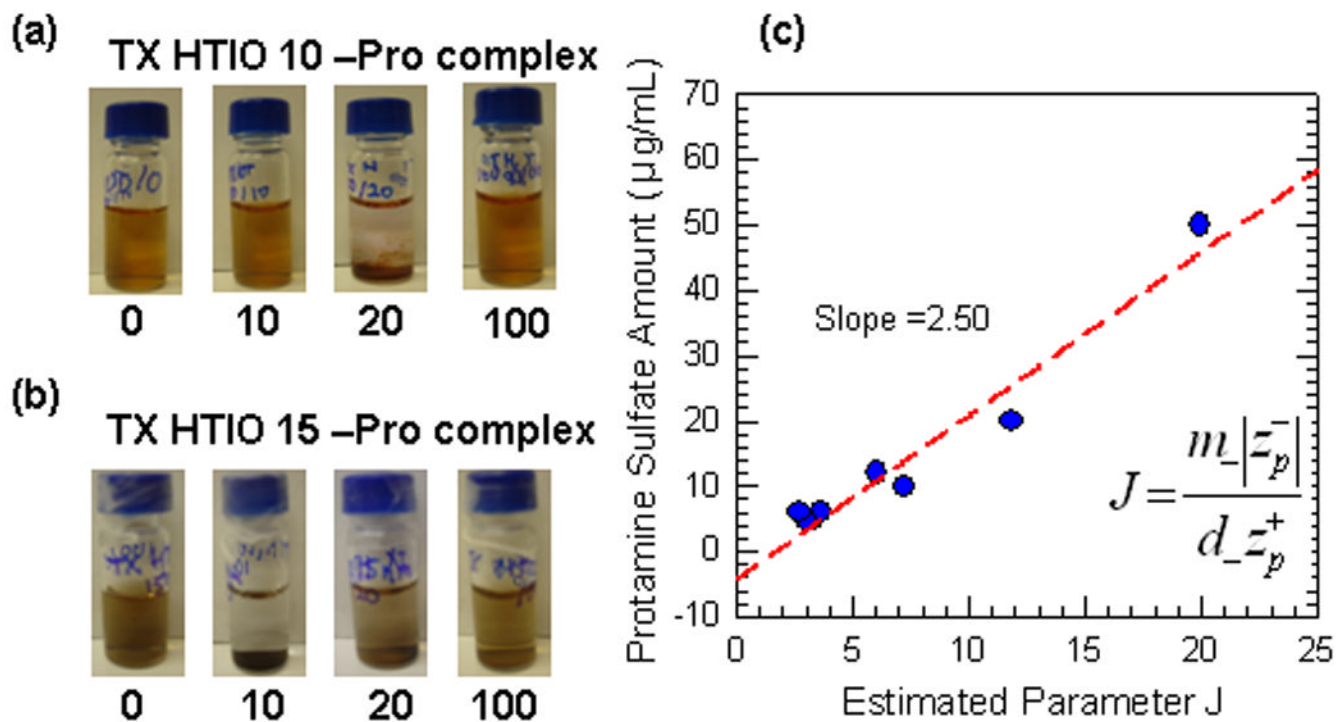 (a)
TX HTIO 10 –Pro complex
0 10 20 100
(b)
TX HTIO 15 –Pro complex
0 10 20 100
(c)
Protamine Sulfate Amount (µg/mL)
70
60
50
40
30
20
10
0
-10
Slope =2.50
J = m_|z_p^-| / d_z_p^+
0 5 10 15 20 25
Estimated Parameter J